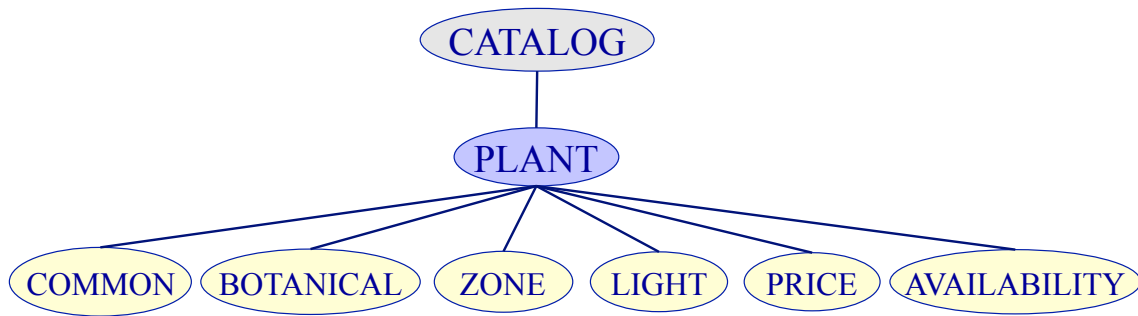 CATALOG
PLANT
COMMON BOTANICAL ZONE LIGHT PRICE AVAILABILITY